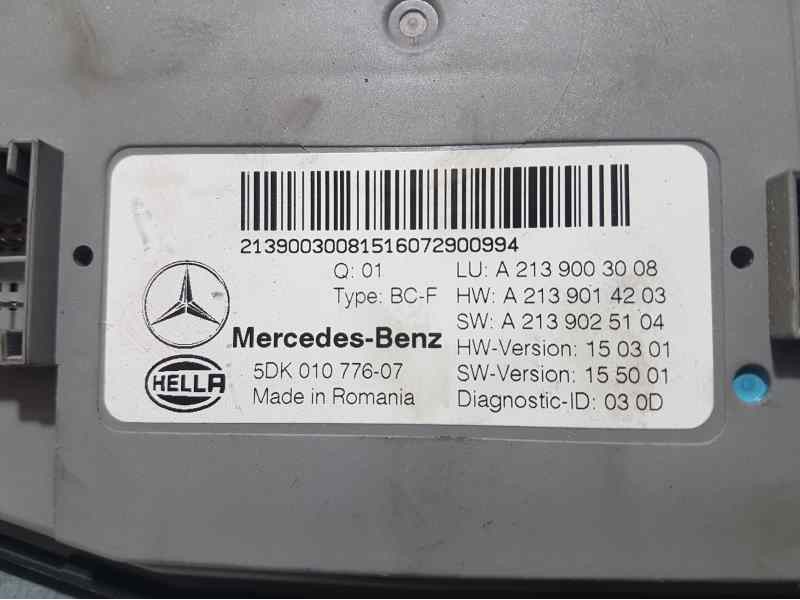 2139003008151607290​0994
Q: 01
LU: A 213 900 30 08
Type: BC-F
HW: A 213 901 42 03
Mercedes-Benz
SW: A 213 902 51 04
HW-Version: 15 03 01
HELLA
5DK 010 776-07
SW-Version: 15 50 01
Made in Romania
Diagnostic-ID: 03 0D